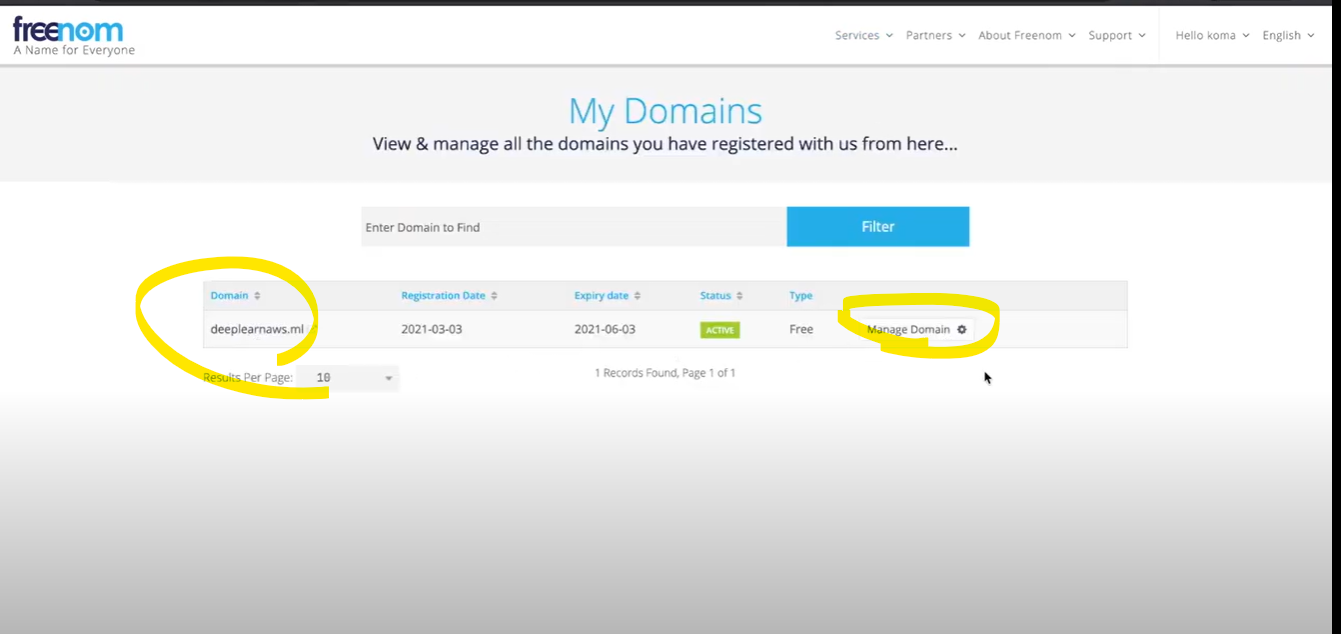 freenom
A Name for Everyone
Services Partners About Freenom Support Hello koma English
My Domains
View & manage all the domains you have registered with us from here...
Enter Domain to Find Filter
Domain Registration Date Expiry date Status Type
deeplearnaws.ml 2021-03-03 2021-06-03 ACTIVE Free Manage Domain
Results Per Page: 10 1 Records Found, Page 1 of 1